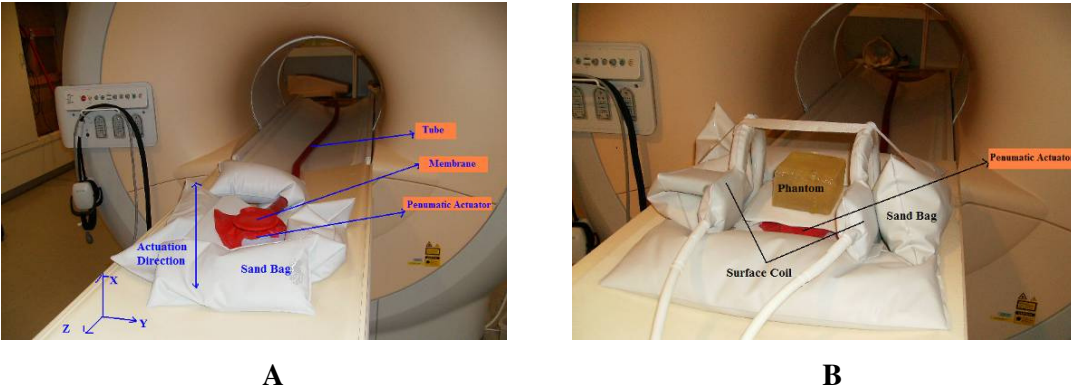 Tube
Membrane
Penumatic Actuator
Actuation
Direction
Sand Bag
X
Y
Z
Penumatic Actuator
Phantom
Sand Bag
Surface Coil
A
B